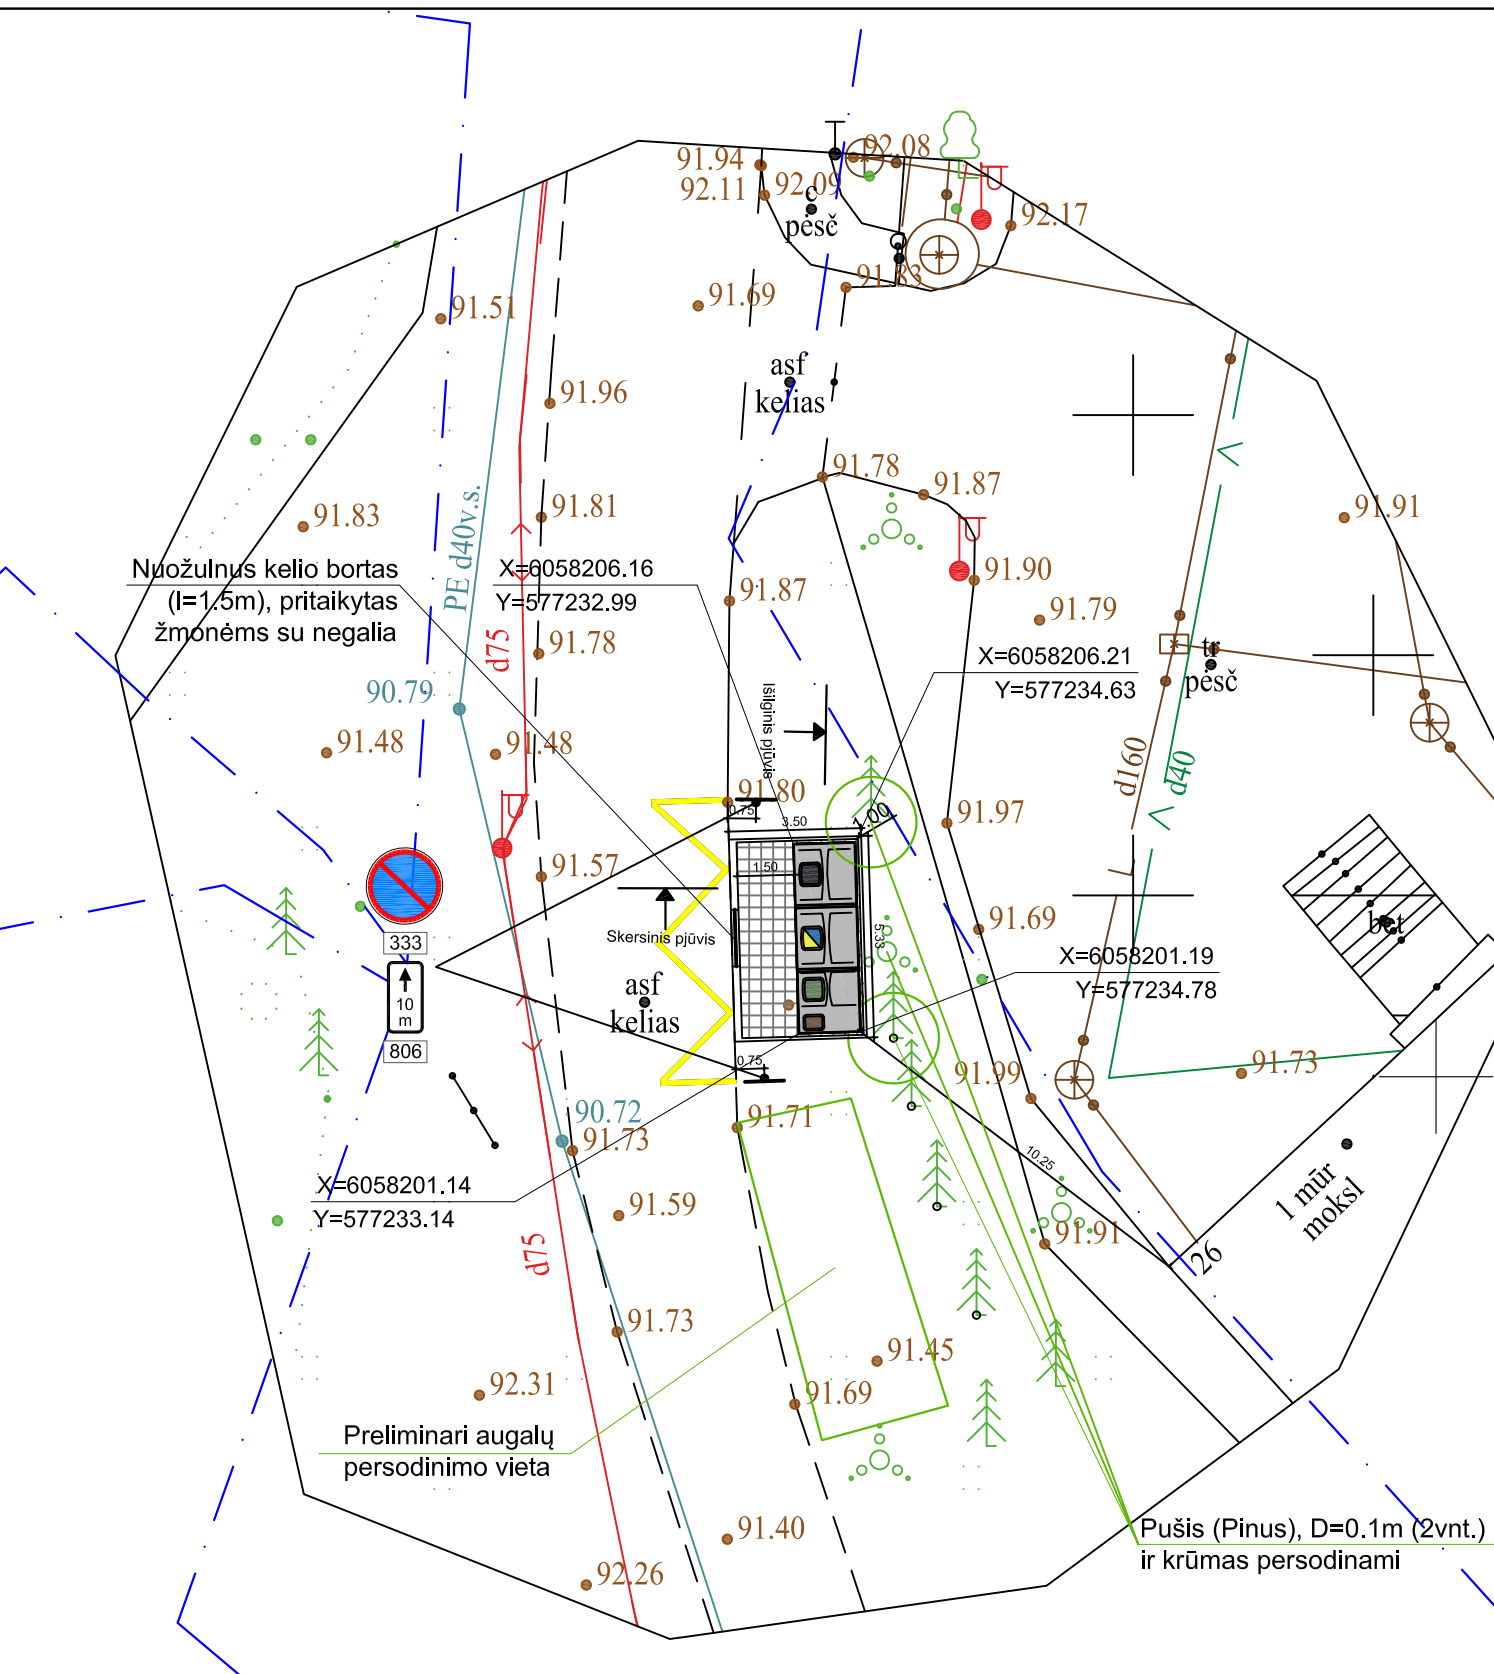 92.08
91.94
92.11
92.09
c
pėsč
92.17
91.83
91.51
91.69
asf
kelias
91.96
91.78
91.87
91.81
91.91
91.83
PE d40v.s.
Nuožulnus kelio bortas
(l=1.5m), pritaikytas
žmonėms su negalia
X=6058206.16
Y=577232.99
91.87
91.90
91.79
d75
91.78
X=6058206.21
Y=577234.63
tr
pėsč
90.79
91.48
91.48
Išilginis pjūvis
d160
d40
91.80
0.75
3.50
1.00
91.97
1.50
91.57
333
10
m
806
Skersinis pjūvis
5.33
91.69
bet
X=6058201.19
Y=577234.78
asf
kelias
0.75
91.99
91.73
90.72
91.73
91.71
10.25
1 mūr
moksl
X=6058201.14
Y=577233.14
91.59
91.91
26
d75
91.73
91.45
92.31
91.69
Preliminari augalų
persodinimo vieta
91.40
92.26
Pušis (Pinus), D=0.1m (2vnt.)
ir krūmas persodinami